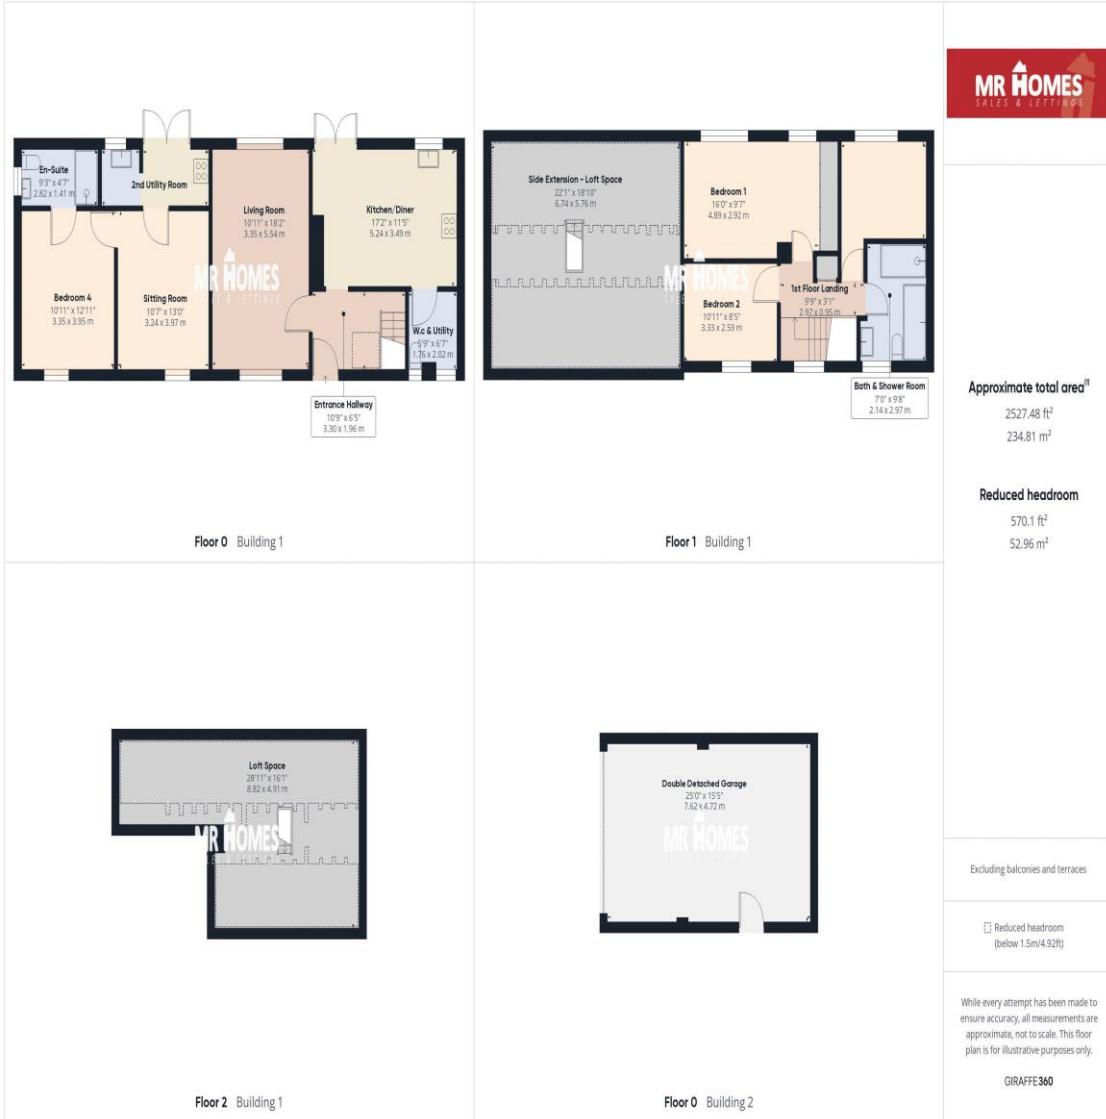 MR HOMES
SALES & LETTINGS
En-Suite
9'3" x 4'7"
2.82 x 1.41 m
2nd Utility Room
Living Room
10'11" x 18'2"
3.35 x 5.54 m
Kitchen/Diner
17'2" x 11'5"
5.24 x 3.49 m
Bedroom 4
10'11" x 12'11"
3.35 x 3.95 m
Sitting Room
10'7" x 13'0"
3.24 x 3.97 m
MR HOMES
W.c & Utility
5'9" x 6'7"
1.76 x 2.02 m
Entrance Hallway
10'9" x 6'5"
3.30 x 1.96 m
Floor 0 Building 1
Side Extension - Loft Space
22'1" x 18'10"
6.74 x 5.76 m
Bedroom 1
16'0" x 9'7"
4.89 x 2.92 m
MR HOMES
Bedroom 2
10'11" x 8'5"
3.33 x 2.59 m
1st Floor Landing
9'9" x 3'1"
2.97 x 0.95 m
Bath & Shower Room
7'0" x 9'8"
2.14 x 2.97 m
Floor 1 Building 1
Approximate total area(1)
2527.48 ft²
234.81 m²
Reduced headroom
570.1 ft²
52.96 m²
Loft Space
28'11" x 16'1"
8.82 x 4.91 m
MR HOMES
Floor 2 Building 1
Double Detached Garage
25'0" x 15'5"
7.62 x 4.72 m
MR HOMES
SALES & LETTINGS
Floor 0 Building 2
Excluding balconies and terraces
Reduced headroom
(below 1.5m/4.92ft)
While every attempt has been made to
ensure accuracy, all measurements are
approximate, not to scale. This floor
plan is for illustrative purposes only.
GIRAFFE360